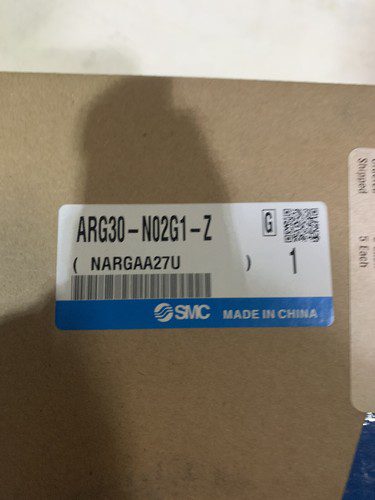 ARG30-N02G1-Z
G
( NARGAA27U )
1
SMC MADE IN CHINA
Shipped
5 Each